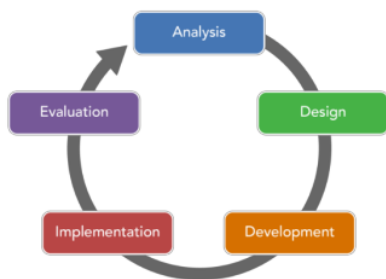 Analysis
Design
Development
Implementation
Evaluation